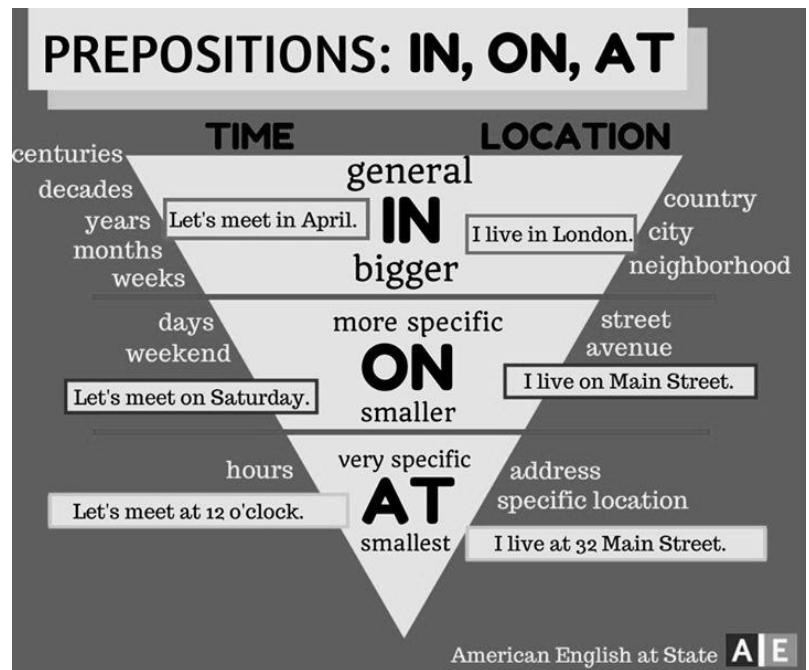 PREPOSITIONS: IN, ON, AT
TIME
LOCATION
centuries
decades
years
months
weeks
Let's meet in April.
general
IN
bigger
I live in London.
country
city
neighborhood
days
weekend
Let's meet on Saturday.
more specific
ON
smaller
street
avenue
I live on Main Street.
hours
Let's meet at 12 o'clock.
very specific
AT
smallest
address
specific location
I live at 32 Main Street.
American English at State
A E